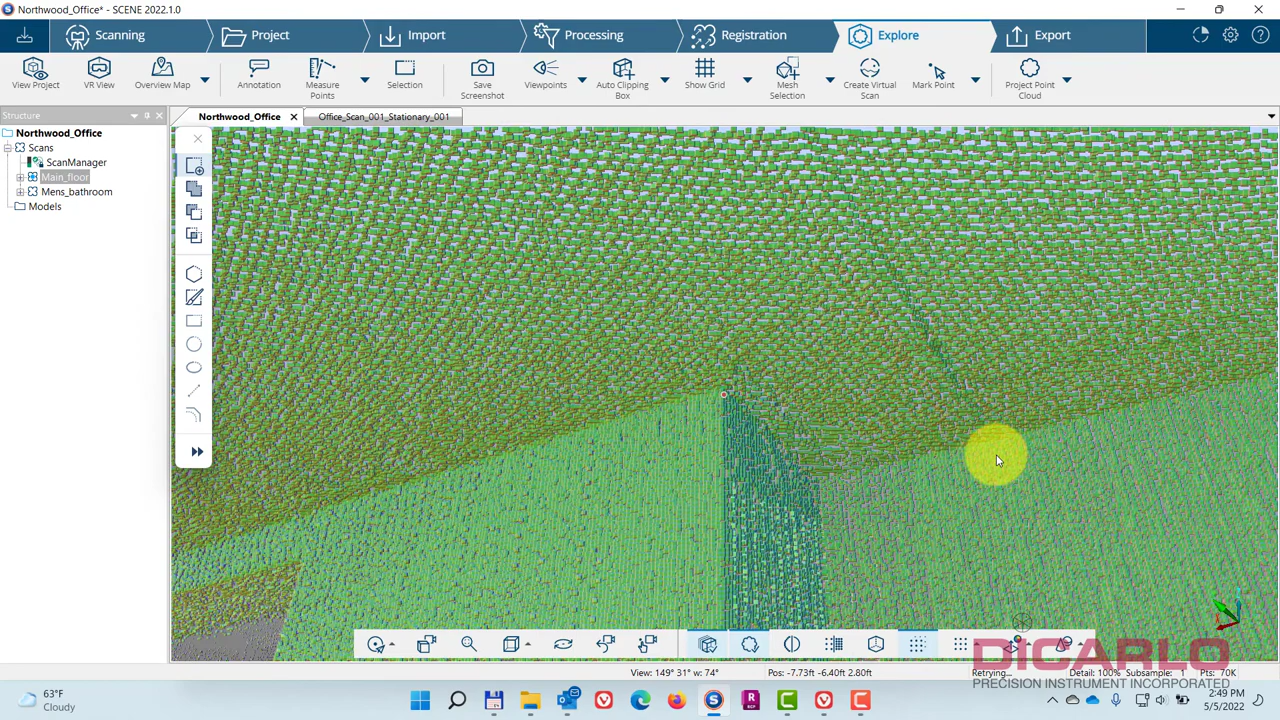 Northwood_Office* - SCENE 2022.1.0
Scanning
Project
Import
Processing
Registration
Explore
Export
View Project
VR View
Overview Map
Annotation
Measure
Points
Selection
Save
Screenshot
Viewpoints
Auto Clipping
Box
Show Grid
Mesh
Selection
Create Virtual
Scan
Mark Point
Project Point
Cloud
Structure
Northwood_Office
Office_Scan_001_Stationary_001
Northwood_Office
Scans
ScanManager
Main_floor
Mens_bathroom
Models
DICARLO
PRECISION INSTRUMENT INCORPORATED
View: 149° 31° w: 74°
Pos: -7.73ft -6.40ft 2.80ft
Retrying...
Detail: 100%
Subsample: 1
Pts: 70K
63°F
Cloudy
2:49 PM
5/5/2022